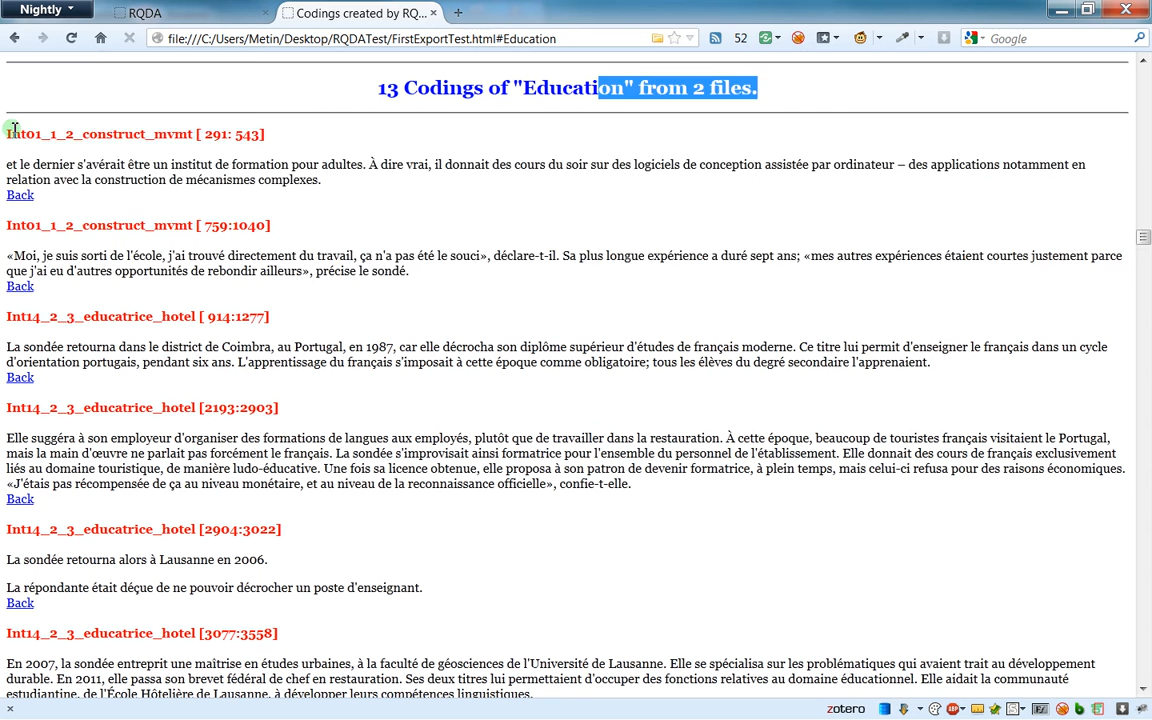 Nightly
RQDA
Codings created by RQ...
file:///C:/Users/Metin/Desktop/RQDATest/FirstExportTest.html#Education
52
Google
13 Codings of "Education" from 2 files.
Int01_1_2_construct_mvmt [ 291: 543]
et le dernier s'avérait être un institut de formation pour adultes. À dire vrai, il donnait des cours du soir sur des logiciels de conception assistée par ordinateur – des applications notamment en
relation avec la construction de mécanismes complexes.
Back
Int01_1_2_construct_mvmt [ 759:1040]
«Moi, je suis sorti de l'école, j'ai trouvé directement du travail, ça n'a pas été le souci», déclare-t-il. Sa plus longue expérience a duré sept ans; «mes autres expériences étaient courtes justement parce
que j'ai eu d'autres opportunités de rebondir ailleurs», précise le sondé.
Back
Int14_2_3_educatrice_hotel [ 914:1277]
La sondée retourna dans le district de Coimbra, au Portugal, en 1987, car elle décrocha son diplôme supérieur d'études de français moderne. Ce titre lui permit d'enseigner le français dans un cycle
d'orientation portugais, pendant six ans. L'apprentissage du français s'imposait à cette époque comme obligatoire; tous les élèves du degré secondaire l'apprenaient.
Back
Int14_2_3_educatrice_hotel [2193:2903]
Elle suggéra à son employeur d'organiser des formations de langues aux employés, plutôt que de travailler dans la restauration. À cette époque, beaucoup de touristes français visitaient le Portugal,
mais la main d'œuvre ne parlait pas forcément le français. La sondée s'improvisait ainsi formatrice pour l'ensemble du personnel de l'établissement. Elle donnait des cours de français exclusivement
liés au domaine touristique, de manière ludo-éducative. Une fois sa licence obtenue, elle proposa à son patron de devenir formatrice, à plein temps, mais celui-ci refusa pour des raisons économiques.
«J'étais pas récompensée de ça au niveau monétaire, et au niveau de la reconnaissance officielle», confie-t-elle.
Back
Int14_2_3_educatrice_hotel [2904:3022]
La sondée retourna alors à Lausanne en 2006.
La répondante était déçue de ne pouvoir décrocher un poste d'enseignant.
Back
Int14_2_3_educatrice_hotel [3077:3558]
En 2007, la sondée entreprit une maîtrise en études urbaines, à la faculté de géosciences de l'Université de Lausanne. Elle se spécialisa sur les problématiques qui avaient trait au développement
durable. En 2011, elle passa son brevet fédéral de chef en restauration. Ses deux titres lui permettaient d'occuper des fonctions relatives au domaine éducationnel. Elle aidait la communauté
estudiantine, de l'École Hôtelière de Lausanne, à développer leurs compétences linguistiques.
zotero